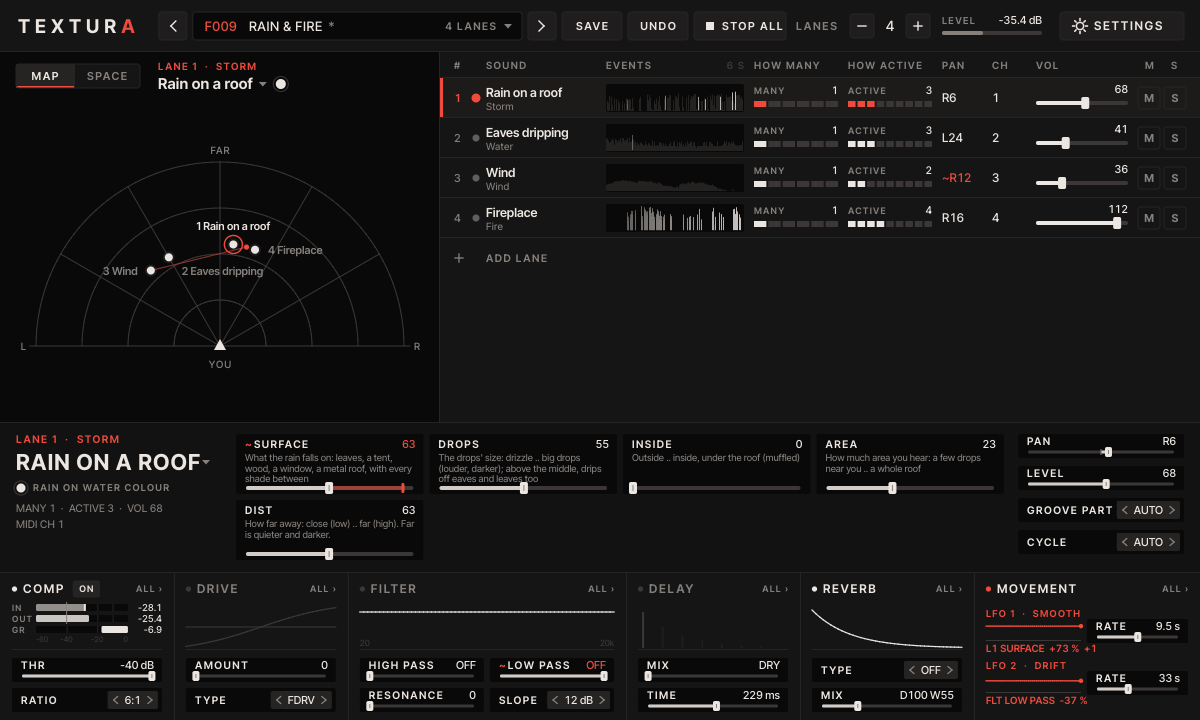 TEXTURA
F009 RAIN & FIRE * 4 LANES
SAVE UNDO STOP ALL LANES 4 LEVEL -35.4 dB SETTINGS
MAP SPACE
LANE 1 · STORM
Rain on a roof
FAR
1 Rain on a roof
4 Fireplace
3 Wind
2 Eaves dripping
L
R
YOU
# SOUND EVENTS 6 S HOW MANY HOW ACTIVE PAN CH VOL M S
1 Rain on a roof MANY 1 ACTIVE 3 R6 1 68 M S
Storm
2 Eaves dripping MANY 1 ACTIVE 3 L24 2 41 M S
Water
3 Wind MANY 1 ACTIVE 2 ~R12 3 36 M S
Wind
4 Fireplace MANY 1 ACTIVE 4 R16 4 112 M S
Fire
+ ADD LANE
LANE 1 · STORM
RAIN ON A ROOF
RAIN ON WATER COLOUR
MANY 1 · ACTIVE 3 · VOL 68
MIDI CH 1
~SURFACE 63
What the rain falls on: leaves, a tent,
wood, a window, a metal roof, with every
shade between
DROPS 55
The drops' size: drizzle .. big drops
(louder, darker); above the middle, drips
off eaves and leaves too
INSIDE 0
Outside .. inside, under the roof (muffled)
AREA 23
How much area you hear: a few drops
near you .. a whole roof
DIST 63
How far away: close (low) .. far (high). Far
is quieter and darker.
PAN R6
LEVEL 68
GROOVE PART < AUTO >
CYCLE < AUTO >
COMP ON ALL ›
IN -28.1
OUT -25.4
GR -6.9
-60 -40 -20 0
THR -40 dB
RATIO < 6:1 >
DRIVE ALL ›
AMOUNT 0
TYPE < FDRV >
FILTER ALL ›
20 20k
HIGH PASS OFF
~LOW PASS OFF
RESONANCE 0
SLOPE < 12 dB >
DELAY ALL ›
MIX DRY
TIME 229 ms
REVERB ALL ›
TYPE < OFF >
MIX D100 W55
MOVEMENT ALL ›
LFO 1 · SMOOTH
RATE 9.5 s
L1 SURFACE +73 % +1
LFO 2 · DRIFT
RATE 33 s
FLT LOW PASS -37 %